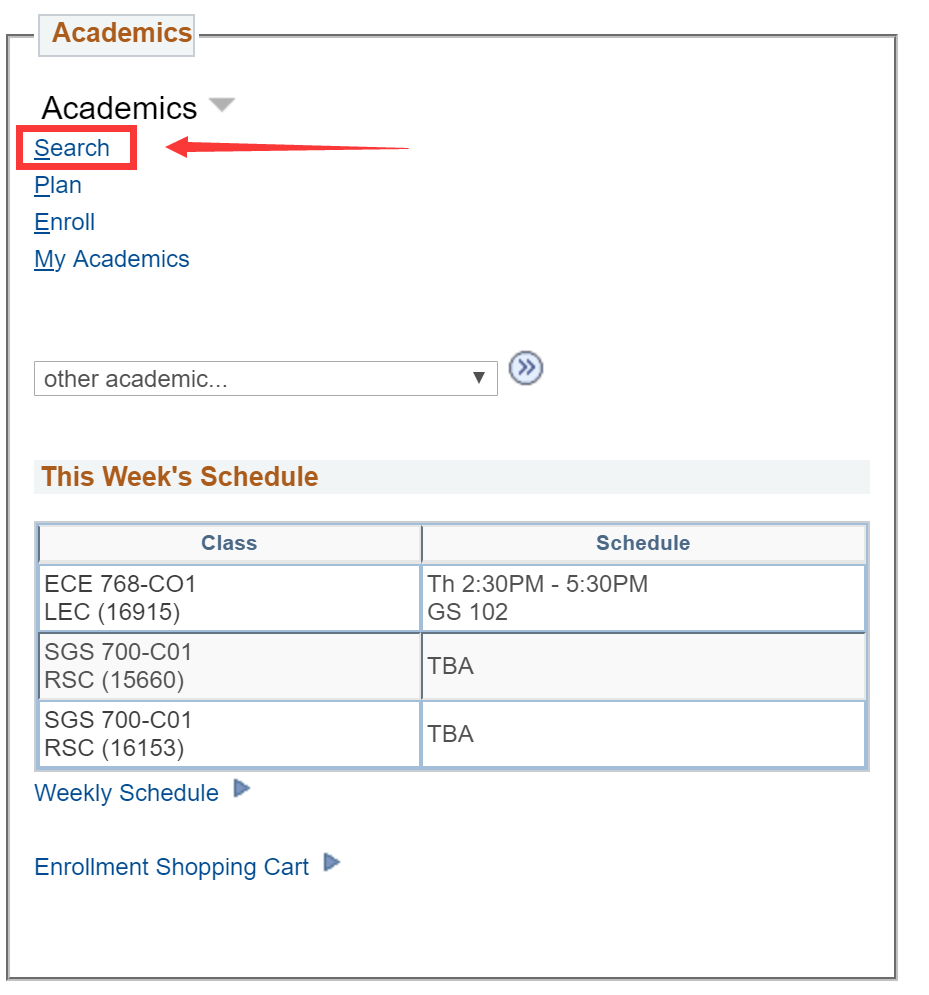 Academics
Academics
Search
Plan
Enroll
My Academics
other academic...
This Week's Schedule
Class Schedule
ECE 768-CO1 Th 2:30PM - 5:30PM
LEC (16915) GS 102
SGS 700-C01
RSC (15660) TBA
SGS 700-C01
RSC (16153) TBA
Weekly Schedule
Enrollment Shopping Cart